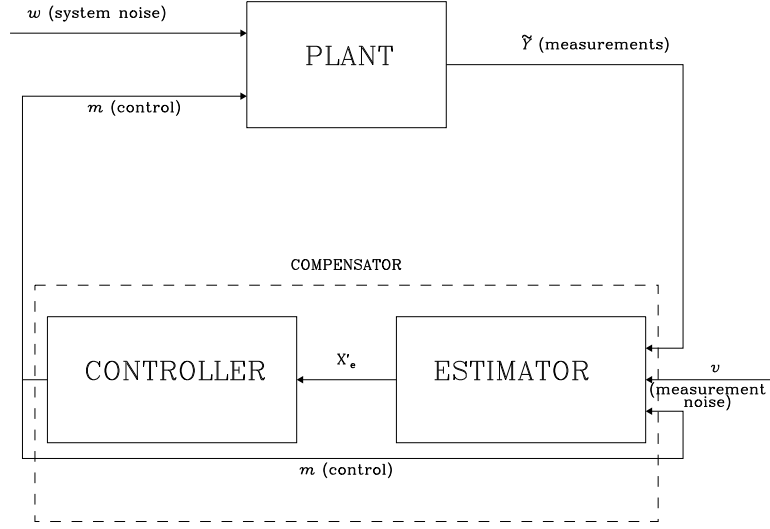 w (system noise)
PLANT
Ỹ (measurements)
m (control)
COMPENSATOR
CONTROLLER
X'e
ESTIMATOR
v
(measurement
noise)
m (control)